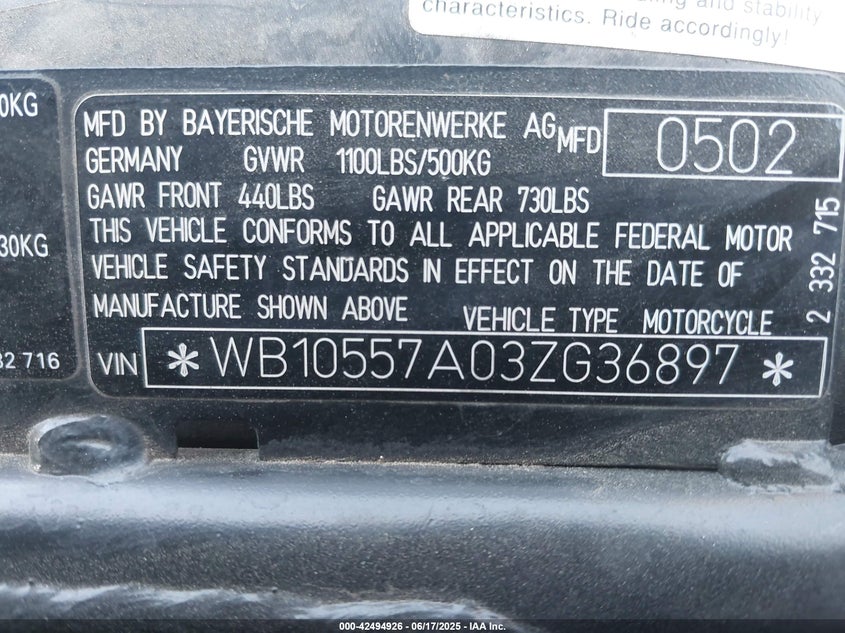 and stability
characteristics. Ride accordingly!
0KG
30KG
32 716
MFD BY BAYERISCHE MOTORENWERKE AG MFD 0502
GERMANY GVWR 1100LBS/500KG
GAWR FRONT 440LBS GAWR REAR 730LBS
THIS VEHICLE CONFORMS TO ALL APPLICABLE FEDERAL MOTOR
VEHICLE SAFETY STANDARDS IN EFFECT ON THE DATE OF
MANUFACTURE SHOWN ABOVE VEHICLE TYPE MOTORCYCLE
VIN *WB10557A03ZG36897*
2 332 715
000-42494926 - 06/17/2025 - IAA Inc.